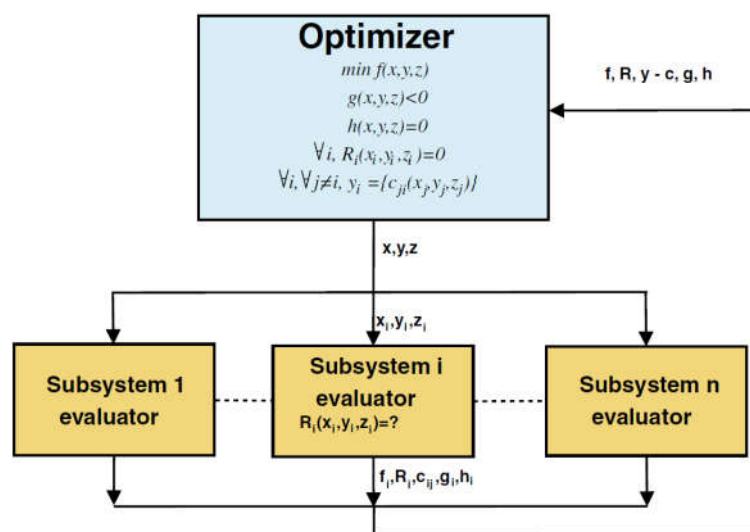 Optimizer
min f(x,y,z)
g(x,y,z)<0
h(x,y,z)=0
∀i, Rᵢ(xᵢ,yᵢ,zᵢ)=0
∀i,∀j≠i, yᵢ ={cⱼᵢ(xⱼ,yⱼ,zⱼ)}
f, R, y - c, g, h
x,y,z
xᵢ,yᵢ,zᵢ
Subsystem 1
evaluator
Subsystem i
evaluator
Rᵢ(xᵢ,yᵢ,zᵢ)=?
Subsystem n
evaluator
fᵢ,Rᵢ,cᵢⱼ,gᵢ,hᵢ